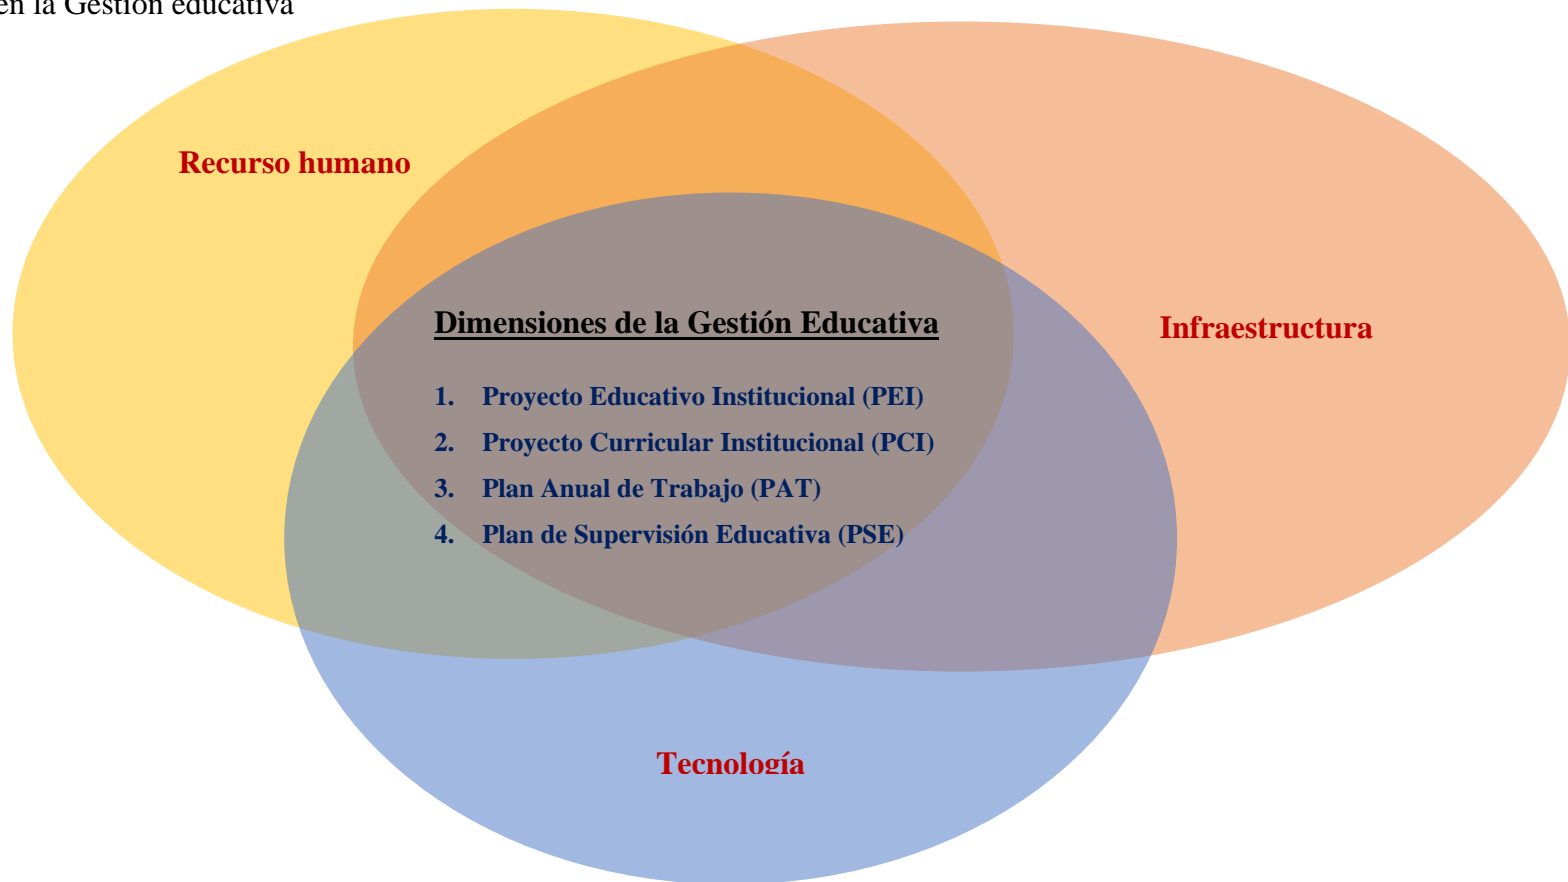 en la Gestión educativa
Recurso humano
Infraestructura
Dimensiones de la Gestión Educativa
1. Proyecto Educativo Institucional (PEI)
2. Proyecto Curricular Institucional (PCI)
3. Plan Anual de Trabajo (PAT)
4. Plan de Supervisión Educativa (PSE)
Tecnología